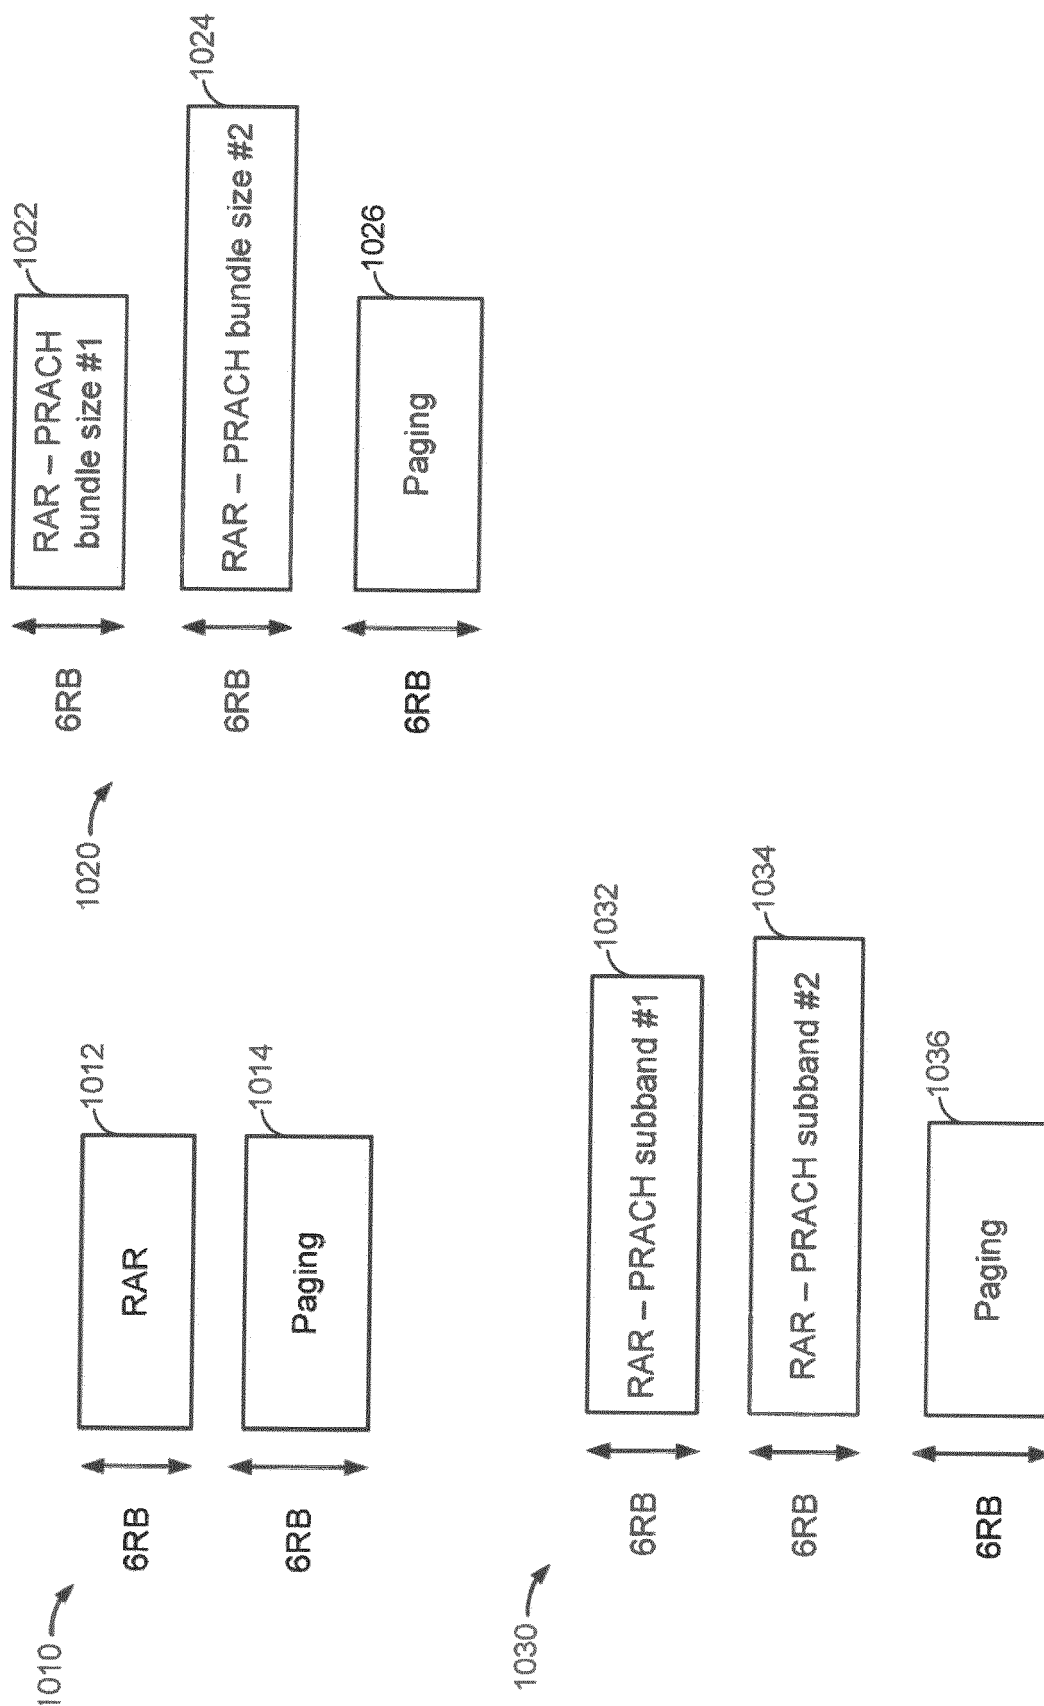 1010
6RB
RAR
1012
6RB
Paging
1014
1020
6RB
RAR – PRACH
bundle size #1
1022
6RB
RAR – PRACH bundle size #2
1024
6RB
Paging
1026
1030
6RB
RAR – PRACH subband #1
1032
6RB
RAR – PRACH subband #2
1034
6RB
Paging
1036